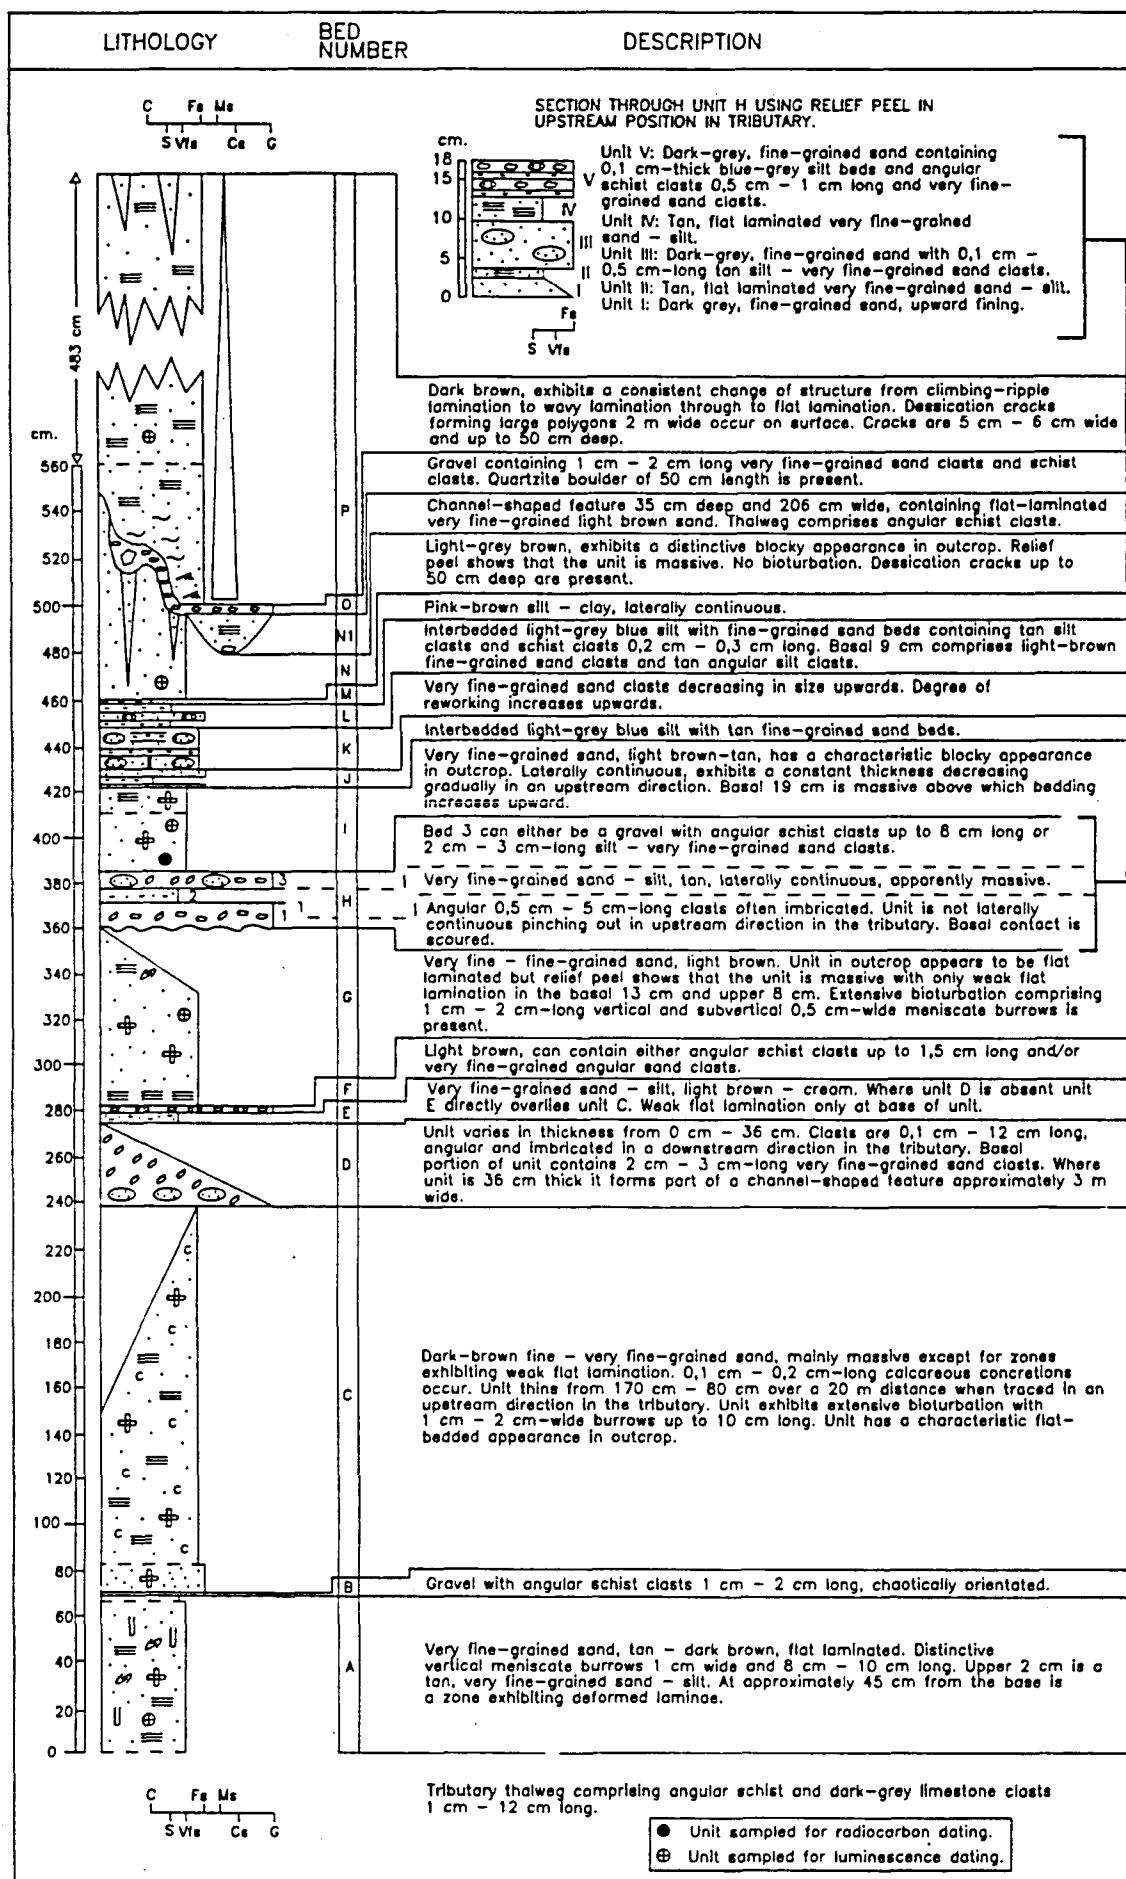 LITHOLOGY
BED
NUMBER
DESCRIPTION
C Fs Ms
S Vfs Cs G
SECTION THROUGH UNIT H USING RELIEF PEEL IN
UPSTREAM POSITION IN TRIBUTARY.
cm.
18
15
10
5
0
V
IV
III
II
I
Fs
S Vfs
Unit V: Dark-grey, fine-grained sand containing
0,1 cm-thick blue-grey silt beds and angular
schist clasts 0,5 cm - 1 cm long and very fine-
grained sand clasts.
Unit IV: Tan, flat laminated very fine-grained
sand - silt.
Unit III: Dark-grey, fine-grained sand with 0,1 cm -
0,5 cm-long tan silt - very fine-grained sand clasts.
Unit II: Tan, flat laminated very fine-grained sand - silt.
Unit I: Dark grey, fine-grained sand, upward fining.
483 cm
cm.
560
540
520
500
480
460
440
420
400
380
360
340
320
300
280
260
240
220
200
180
160
140
120
100
80
60
40
20
0
P
O
N1
N
M
L
K
J
I
H
G
F
E
D
C
B
A
3
2
1
1
1
1
c
c
c
c
c
c
c
c
c
c
Dark brown, exhibits a consistent change of structure from climbing-ripple
lamination to wavy lamination through to flat lamination. Dessication cracks
forming large polygons 2 m wide occur on surface. Cracks are 5 cm - 6 cm wide
and up to 50 cm deep.
Gravel containing 1 cm - 2 cm long very fine-grained sand clasts and schist
clasts. Quartzite boulder of 50 cm length is present.
Channel-shaped feature 35 cm deep and 206 cm wide, containing flat-laminated
very fine-grained light brown sand. Thalweg comprises angular schist clasts.
Light-grey brown, exhibits a distinctive blocky appearance in outcrop. Relief
peel shows that the unit is massive. No bioturbation. Dessication cracks up to
50 cm deep are present.
Pink-brown silt - clay, laterally continuous.
Interbedded light-grey blue silt with fine-grained sand beds containing tan silt
clasts and schist clasts 0,2 cm - 0,3 cm long. Basal 9 cm comprises light-brown
fine-grained sand clasts and tan angular silt clasts.
Very fine-grained sand clasts decreasing in size upwards. Degree of
reworking increases upwards.
Interbedded light-grey blue silt with tan fine-grained sand beds.
Very fine-grained sand, light brown-tan, has a characteristic blocky appearance
in outcrop. Laterally continuous, exhibits a constant thickness decreasing
gradually in an upstream direction. Basal 19 cm is massive above which bedding
increases upward.
Bed 3 can either be a gravel with angular schist clasts up to 8 cm long or
2 cm - 3 cm-long silt - very fine-grained sand clasts.
Very fine-grained sand - silt, tan, laterally continuous, apparently massive.
Angular 0,5 cm - 5 cm-long clasts often imbricated. Unit is not laterally
continuous pinching out in upstream direction in the tributary. Basal contact is
scoured.
Very fine - fine-grained sand, light brown. Unit in outcrop appears to be flat
laminated but relief peel shows that the unit is massive with only weak flat
lamination in the basal 13 cm and upper 8 cm. Extensive bioturbation comprising
1 cm - 2 cm-long vertical and subvertical 0,5 cm-wide meniscate burrows is
present.
Light brown, can contain either angular schist clasts up to 1,5 cm long and/or
very fine-grained angular sand clasts.
Very fine-grained sand - silt, light brown - cream. Where unit D is absent unit
E directly overlies unit C. Weak flat lamination only at base of unit.
Unit varies in thickness from 0 cm - 36 cm. Clasts are 0,1 cm - 12 cm long,
angular and imbricated in a downstream direction in the tributary. Basal
portion of unit contains 2 cm - 3 cm-long very fine-grained sand clasts. Where
unit is 36 cm thick it forms part of a channel-shaped feature approximately 3 m
wide.
Dark-brown fine - very fine-grained sand, mainly massive except for zones
exhibiting weak flat lamination. 0,1 cm - 0,2 cm-long calcareous concretions
occur. Unit thins from 170 cm - 80 cm over a 20 m distance when traced in an
upstream direction in the tributary. Unit exhibits extensive bioturbation with
1 cm - 2 cm-wide burrows up to 10 cm long. Unit has a characteristic flat-
bedded appearance in outcrop.
Gravel with angular schist clasts 1 cm - 2 cm long, chaotically orientated.
Very fine-grained sand, tan - dark brown, flat laminated. Distinctive
vertical meniscate burrows 1 cm wide and 8 cm - 10 cm long. Upper 2 cm is a
tan, very fine-grained sand - silt. At approximately 45 cm from the base is
a zone exhibiting deformed laminae.
C Fs Ms
S Vfs Cs G
Tributary thalweg comprising angular schist and dark-grey limestone clasts
1 cm - 12 cm long.
Unit sampled for radiocarbon dating.
Unit sampled for luminescence dating.